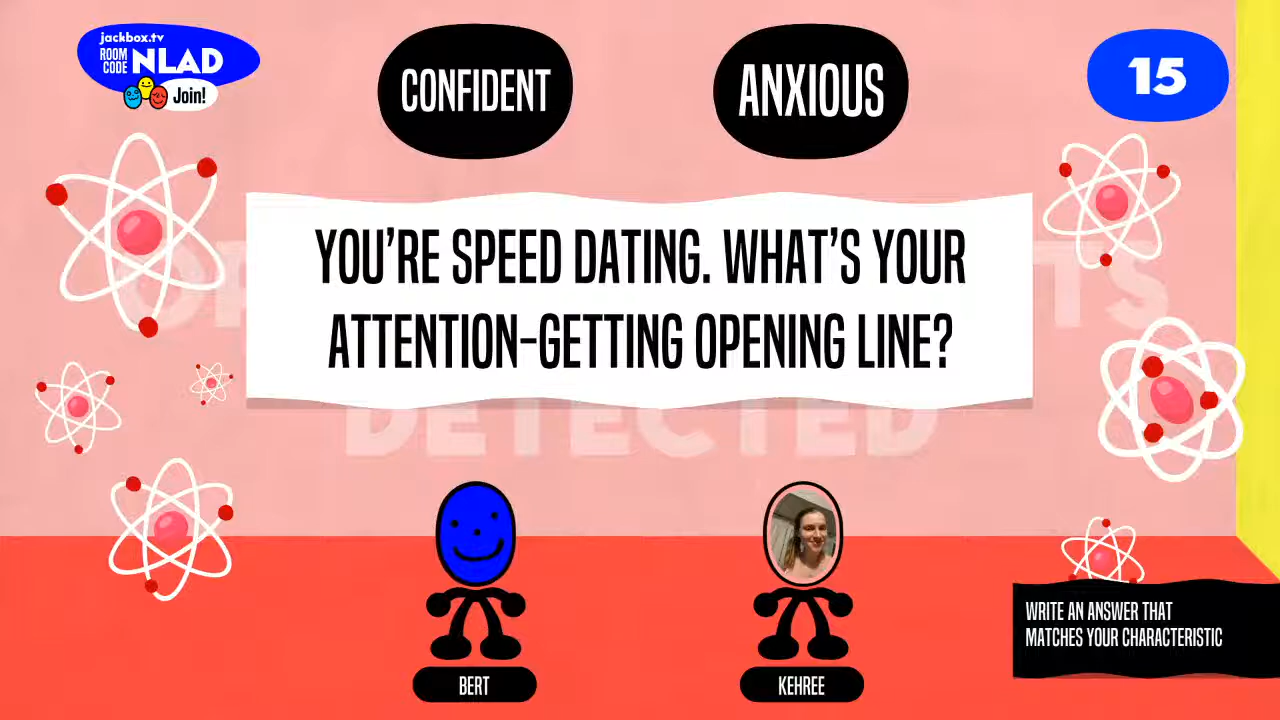 jackbox.tv
ROOM
CODE
NLAD
Join!
CONFIDENT
ANXIOUS
15
YOU'RE SPEED DATING. WHAT'S YOUR
ATTENTION-GETTING OPENING LINE?
DETECTED
BERT
KEHREE
WRITE AN ANSWER THAT
MATCHES YOUR CHARACTERISTIC